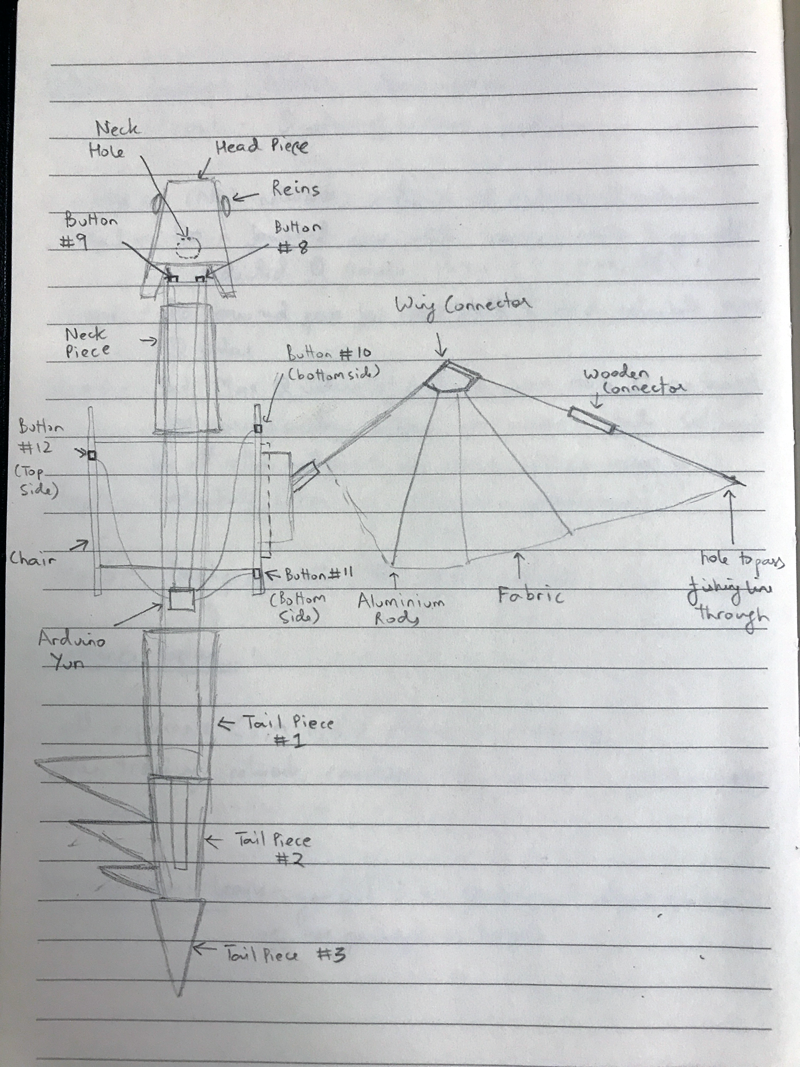 Neck
Hole
Head Piece
Reins
Button
#9
Button
#8
Wing Connector
Neck
Piece
Button #10
(bottom side)
Wooden
Connector
Button
#12
(Top
Side)
Chair
Button #11
(Bottom
Side)
Aluminium
Rods
Fabric
hole to pass
fishing line
through
Arduino
Yun
Tail Piece
#1
Tail Piece
#2
Tail Piece #3